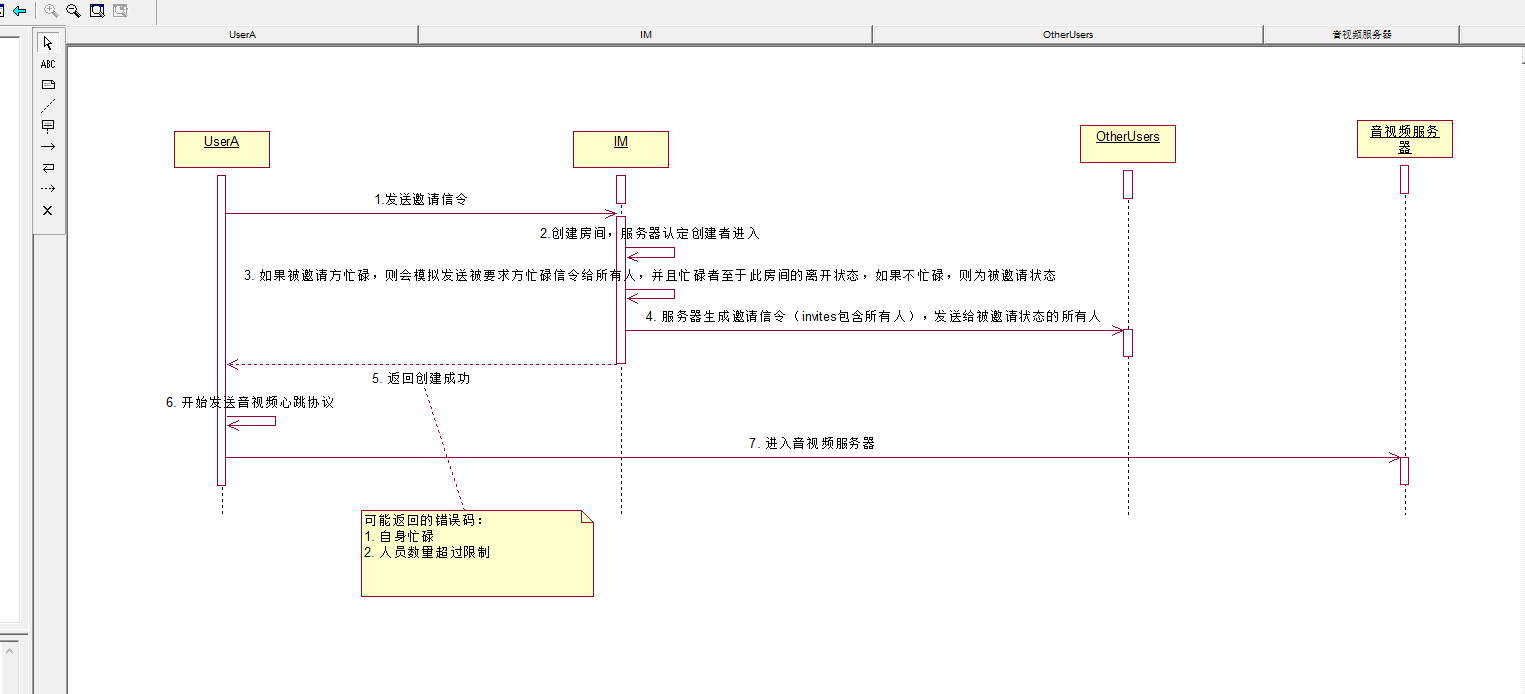 UserA
IM
OtherUsers
音视频服务器
ABC
UserA
IM
OtherUsers
音视频服务
器
1.发送邀请信令
2.创建房间，服务器认定创建者进入
3. 如果被邀请方忙碌，则会模拟发送被要求方忙碌信令给所有人，并且忙碌者至于此房间的离开状态，如果不忙碌，则为被邀请状态
4. 服务器生成邀请信令（invites包含所有人），发送给被邀请状态的所有人
5. 返回创建成功
6. 开始发送音视频心跳协议
7. 进入音视频服务器
可能返回的错误码：
1. 自身忙碌
2. 人员数量超过限制